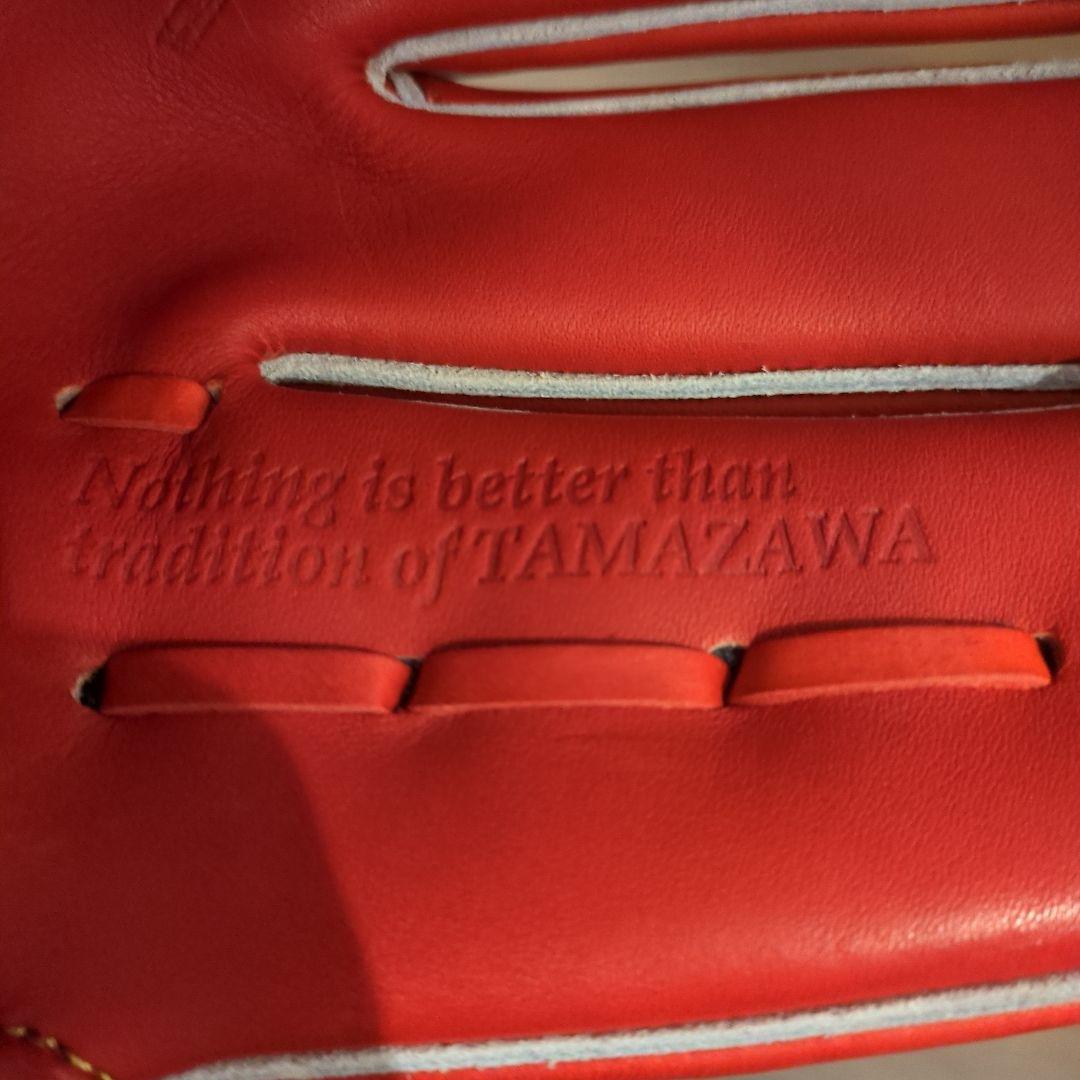 Nothing is better than
tradition of TAMAZAWA